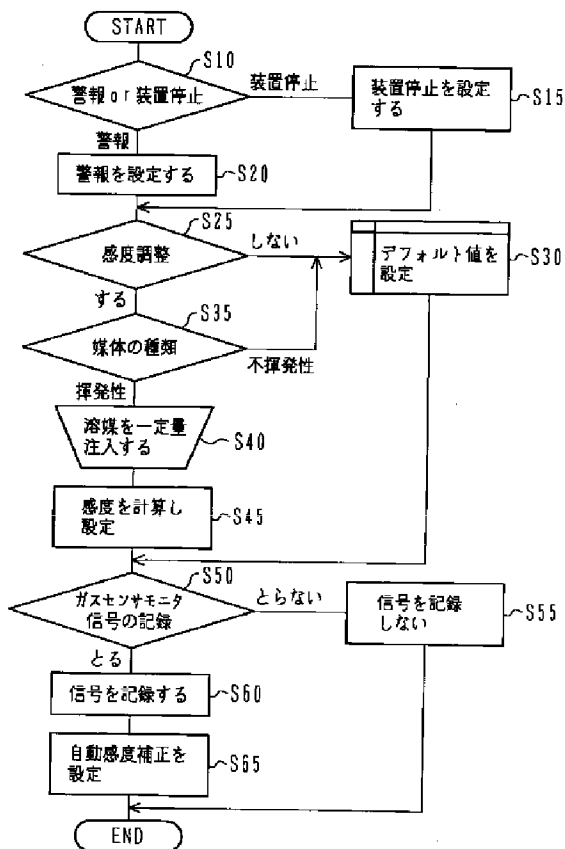 START
S10
警報or装置停止
装置停止
装置停止を設定
する
S15
警報
警報を設定する
S20
S25
感度調整
しない
デフォルト値を
設定
S30
する
S35
媒体の種類
不揮発性
揮発性
溶媒を一定量
注入する
S40
感度を計算し
設定
S45
S50
ガスセンサモニタ
信号の記録
とらない
信号を記録
しない
S55
とる
信号を記録する
S60
自動感度補正を
設定
S65
END